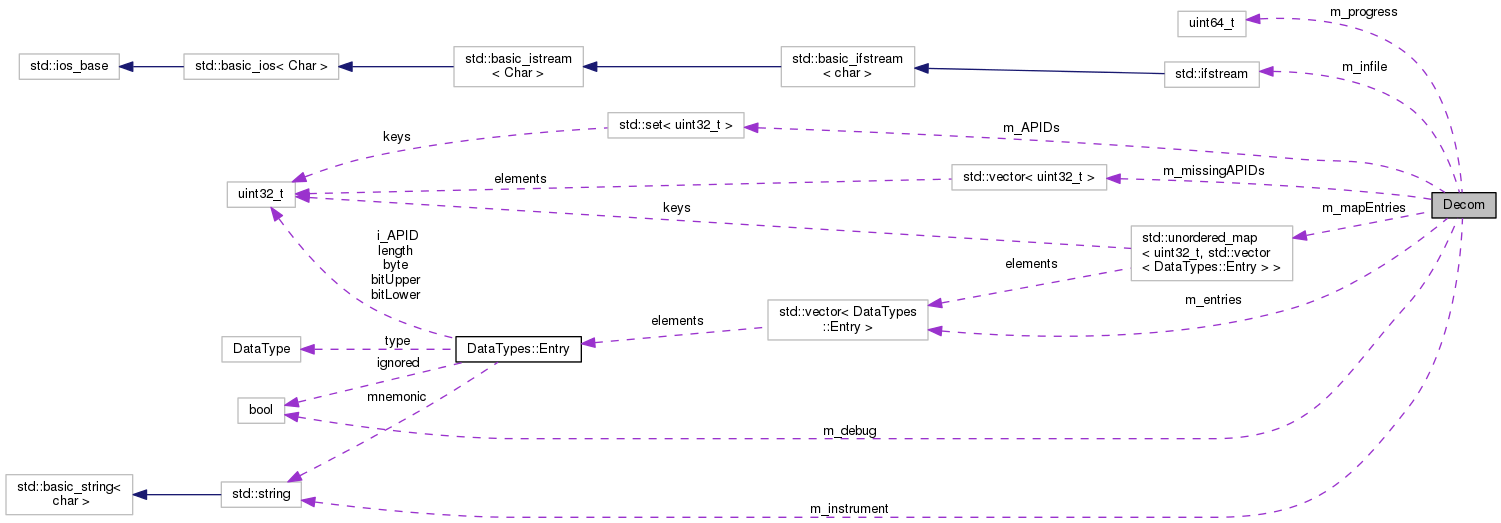 uint64_t
m_progress
std::ios_base
std::basic_ios< Char >
std::basic_istream
< Char >
std::basic_ifstream
< char >
std::ifstream
m_infile
keys
std::set< uint32_t >
m_APIDs
uint32_t
elements
std::vector< uint32_t >
m_missingAPIDs
Decom
keys
m_mapEntries
std::unordered_map
< uint32_t, std::vector
< DataTypes::Entry > >
i_APID
length
byte
bitUpper
bitLower
elements
m_entries
std::vector< DataTypes
::Entry >
elements
DataType
type
DataTypes::Entry
ignored
bool
mnemonic
m_debug
std::basic_string<
char >
std::string
m_instrument